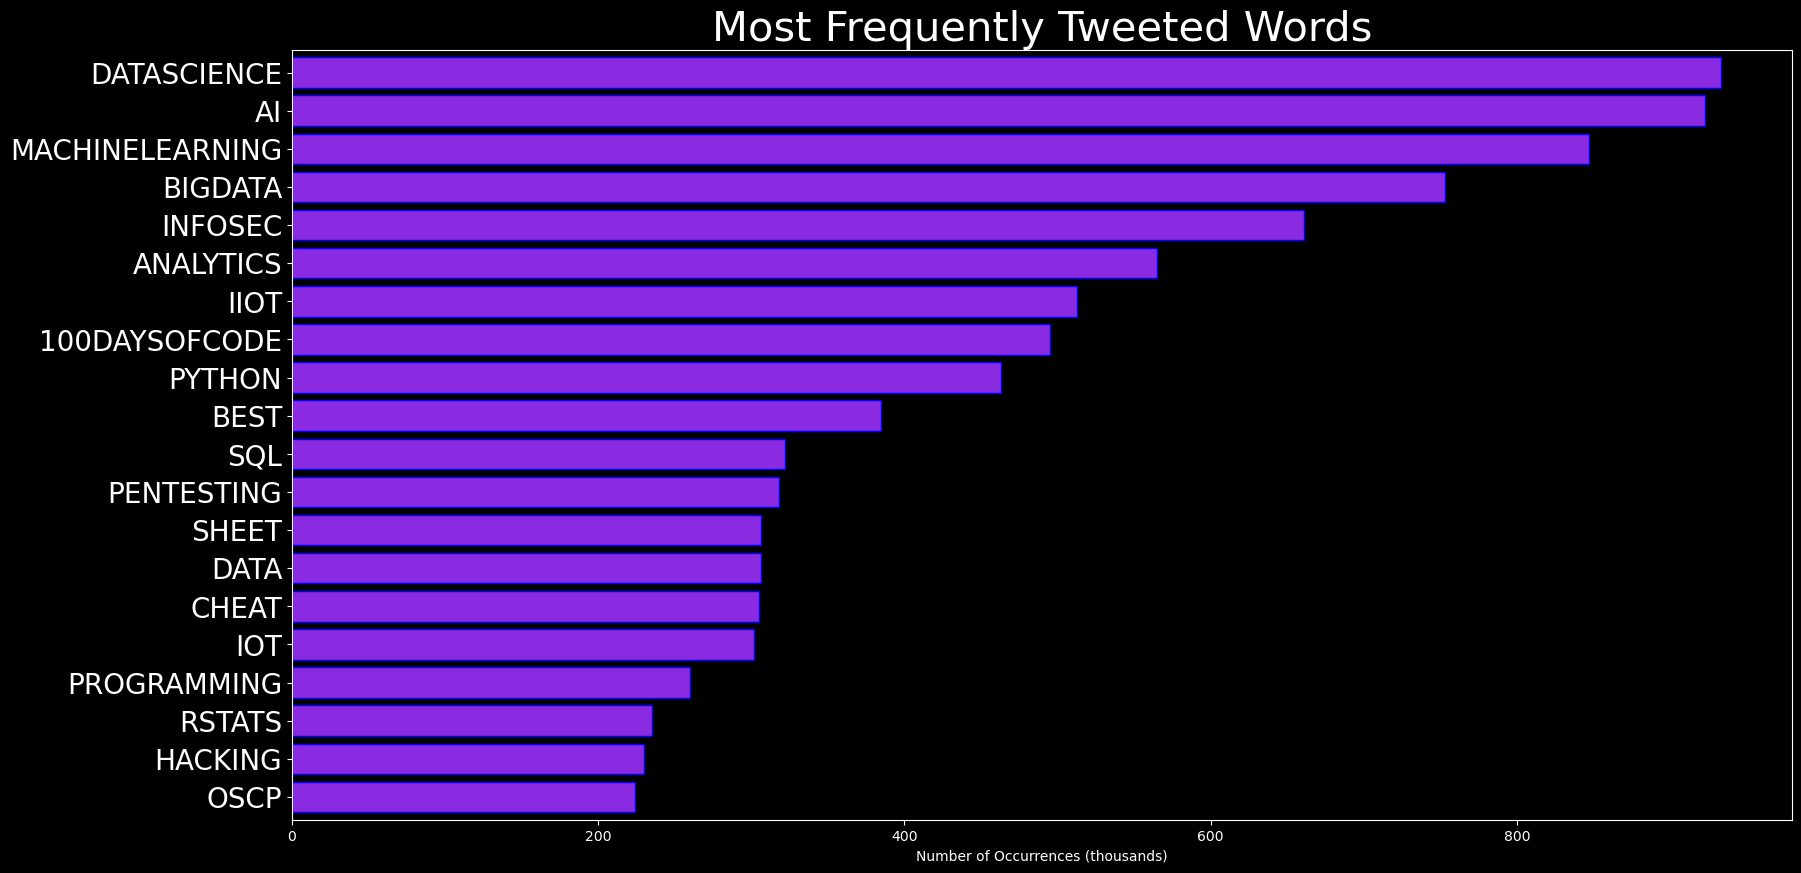 Most Frequently Tweeted Words
DATASCIENCE
AI
MACHINELEARNING
BIGDATA
INFOSEC
ANALYTICS
IIOT
100DAYSOFCODE
PYTHON
BEST
SQL
PENTESTING
SHEET
DATA
CHEAT
IOT
PROGRAMMING
RSTATS
HACKING
OSCP
0 200 400 600 800
Number of Occurrences (thousands)